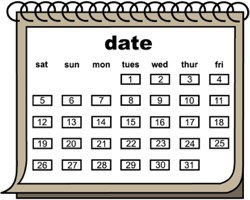 date
sat sun mon tues wed thur fri
1 2 3 4
5 6 7 8 9 10 11
12 13 14 15 16 17 18
19 20 21 22 23 24 25
26 27 28 29 30 31